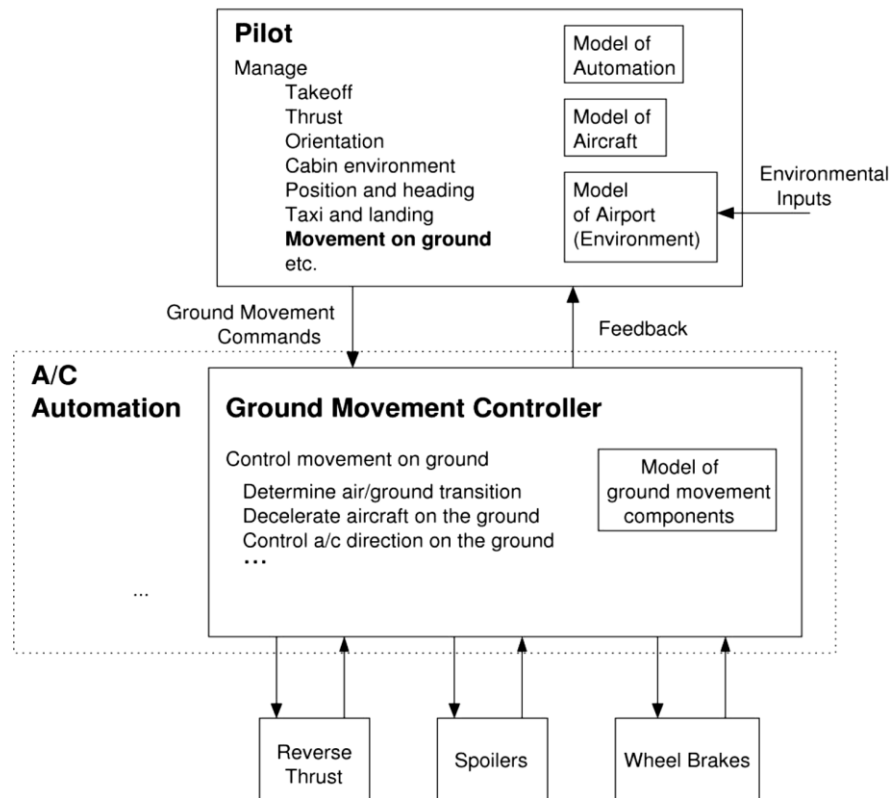 Pilot
Manage
Takeoff
Thrust
Orientation
Cabin environment
Position and heading
Taxi and landing
Movement on ground
etc.
Model of
Automation
Model of
Aircraft
Model
of Airport
(Environment)
Environmental
Inputs
Ground Movement
Commands
Feedback
A/C
Automation
...
Ground Movement Controller
Control movement on ground
Determine air/ground transition
Decelerate aircraft on the ground
Control a/c direction on the ground
...
Model of
ground movement
components
Reverse
Thrust
Spoilers
Wheel Brakes